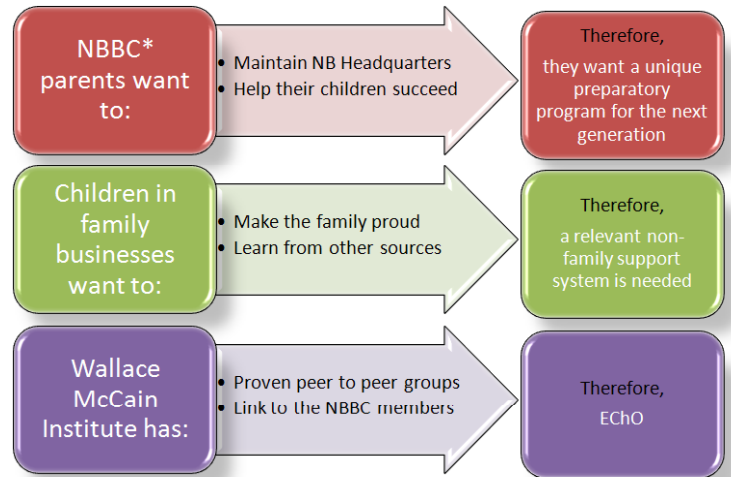 NBBC*
parents want
to:
• Maintain NB Headquarters
• Help their children succeed
Therefore,
they want a unique
preparatory
program for the next
generation
Children in
family
businesses
want to:
• Make the family proud
• Learn from other sources
Therefore,
a relevant non-
family support
system is needed
Wallace
McCain
Institute has:
• Proven peer to peer groups
• Link to the NBBC members
Therefore,
EChO